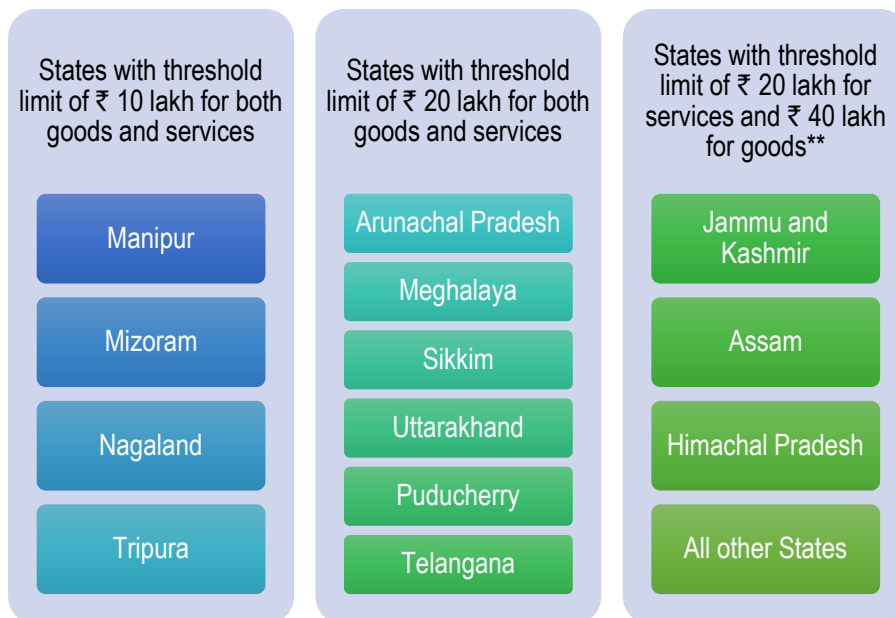 States with threshold
limit of ₹ 10 lakh for both
goods and services
Manipur
Mizoram
Nagaland
Tripura
States with threshold
limit of ₹ 20 lakh for both
goods and services
Arunachal Pradesh
Meghalaya
Sikkim
Uttarakhand
Puducherry
Telangana
States with threshold
limit of ₹ 20 lakh for
services and ₹ 40 lakh
for goods**
Jammu and
Kashmir
Assam
Himachal Pradesh
All other States